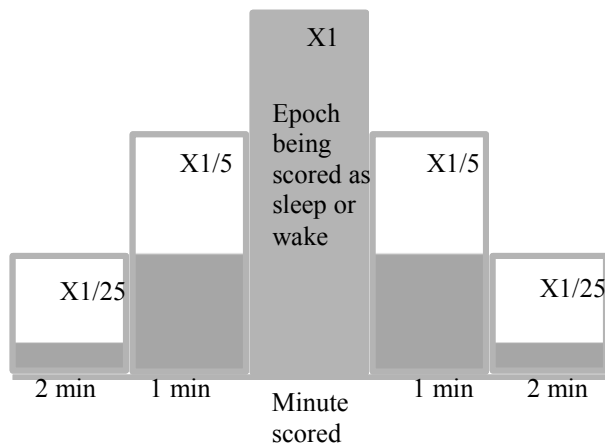 X1
Epoch
being
scored as
sleep or
wake
X1/5
X1/5
X1/25
X1/25
2 min
1 min
1 min
2 min
Minute
scored